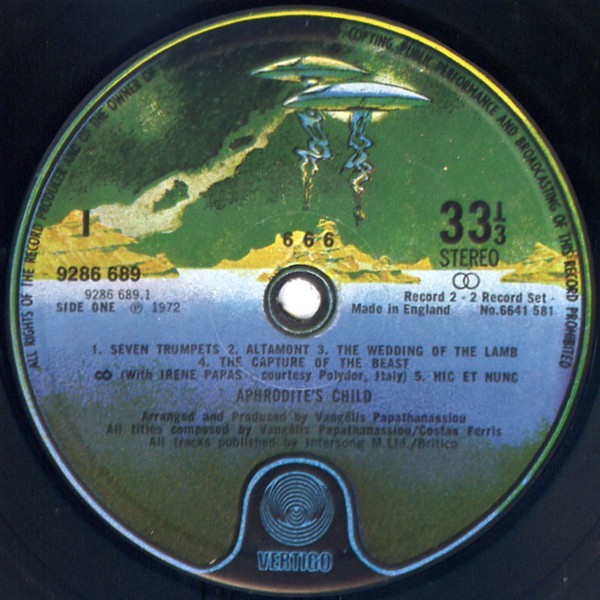 ALL RIGHTS OF THE RECORD PRODUCER AND OF THE OWNER OF
COPYING, PUBLIC PERFORMANCE AND BROADCASTING OF THIS RECORD PROHIBITED
I
6 6 6
33⅓
STEREO
9286 689
9286 689.1
SIDE ONE ℗ 1972
Record 2 - 2 Record Set -
Made in England No.6641 581
1. SEVEN TRUMPETS 2. ALTAMONT 3. THE WEDDING OF THE LAMB
4. THE CAPTURE OF THE BEAST
∞ (With IRENE PAPAS - courtesy Polydor, Italy) 5. HIC ET NUNC
APHRODITE'S CHILD
Arranged and Produced by Vangelis Papathanassiou
All titles composed by Vangelis Papathanassiou/Costas Ferris
All tracks published by Intersong M.Ltd./Britico
VERTIGO